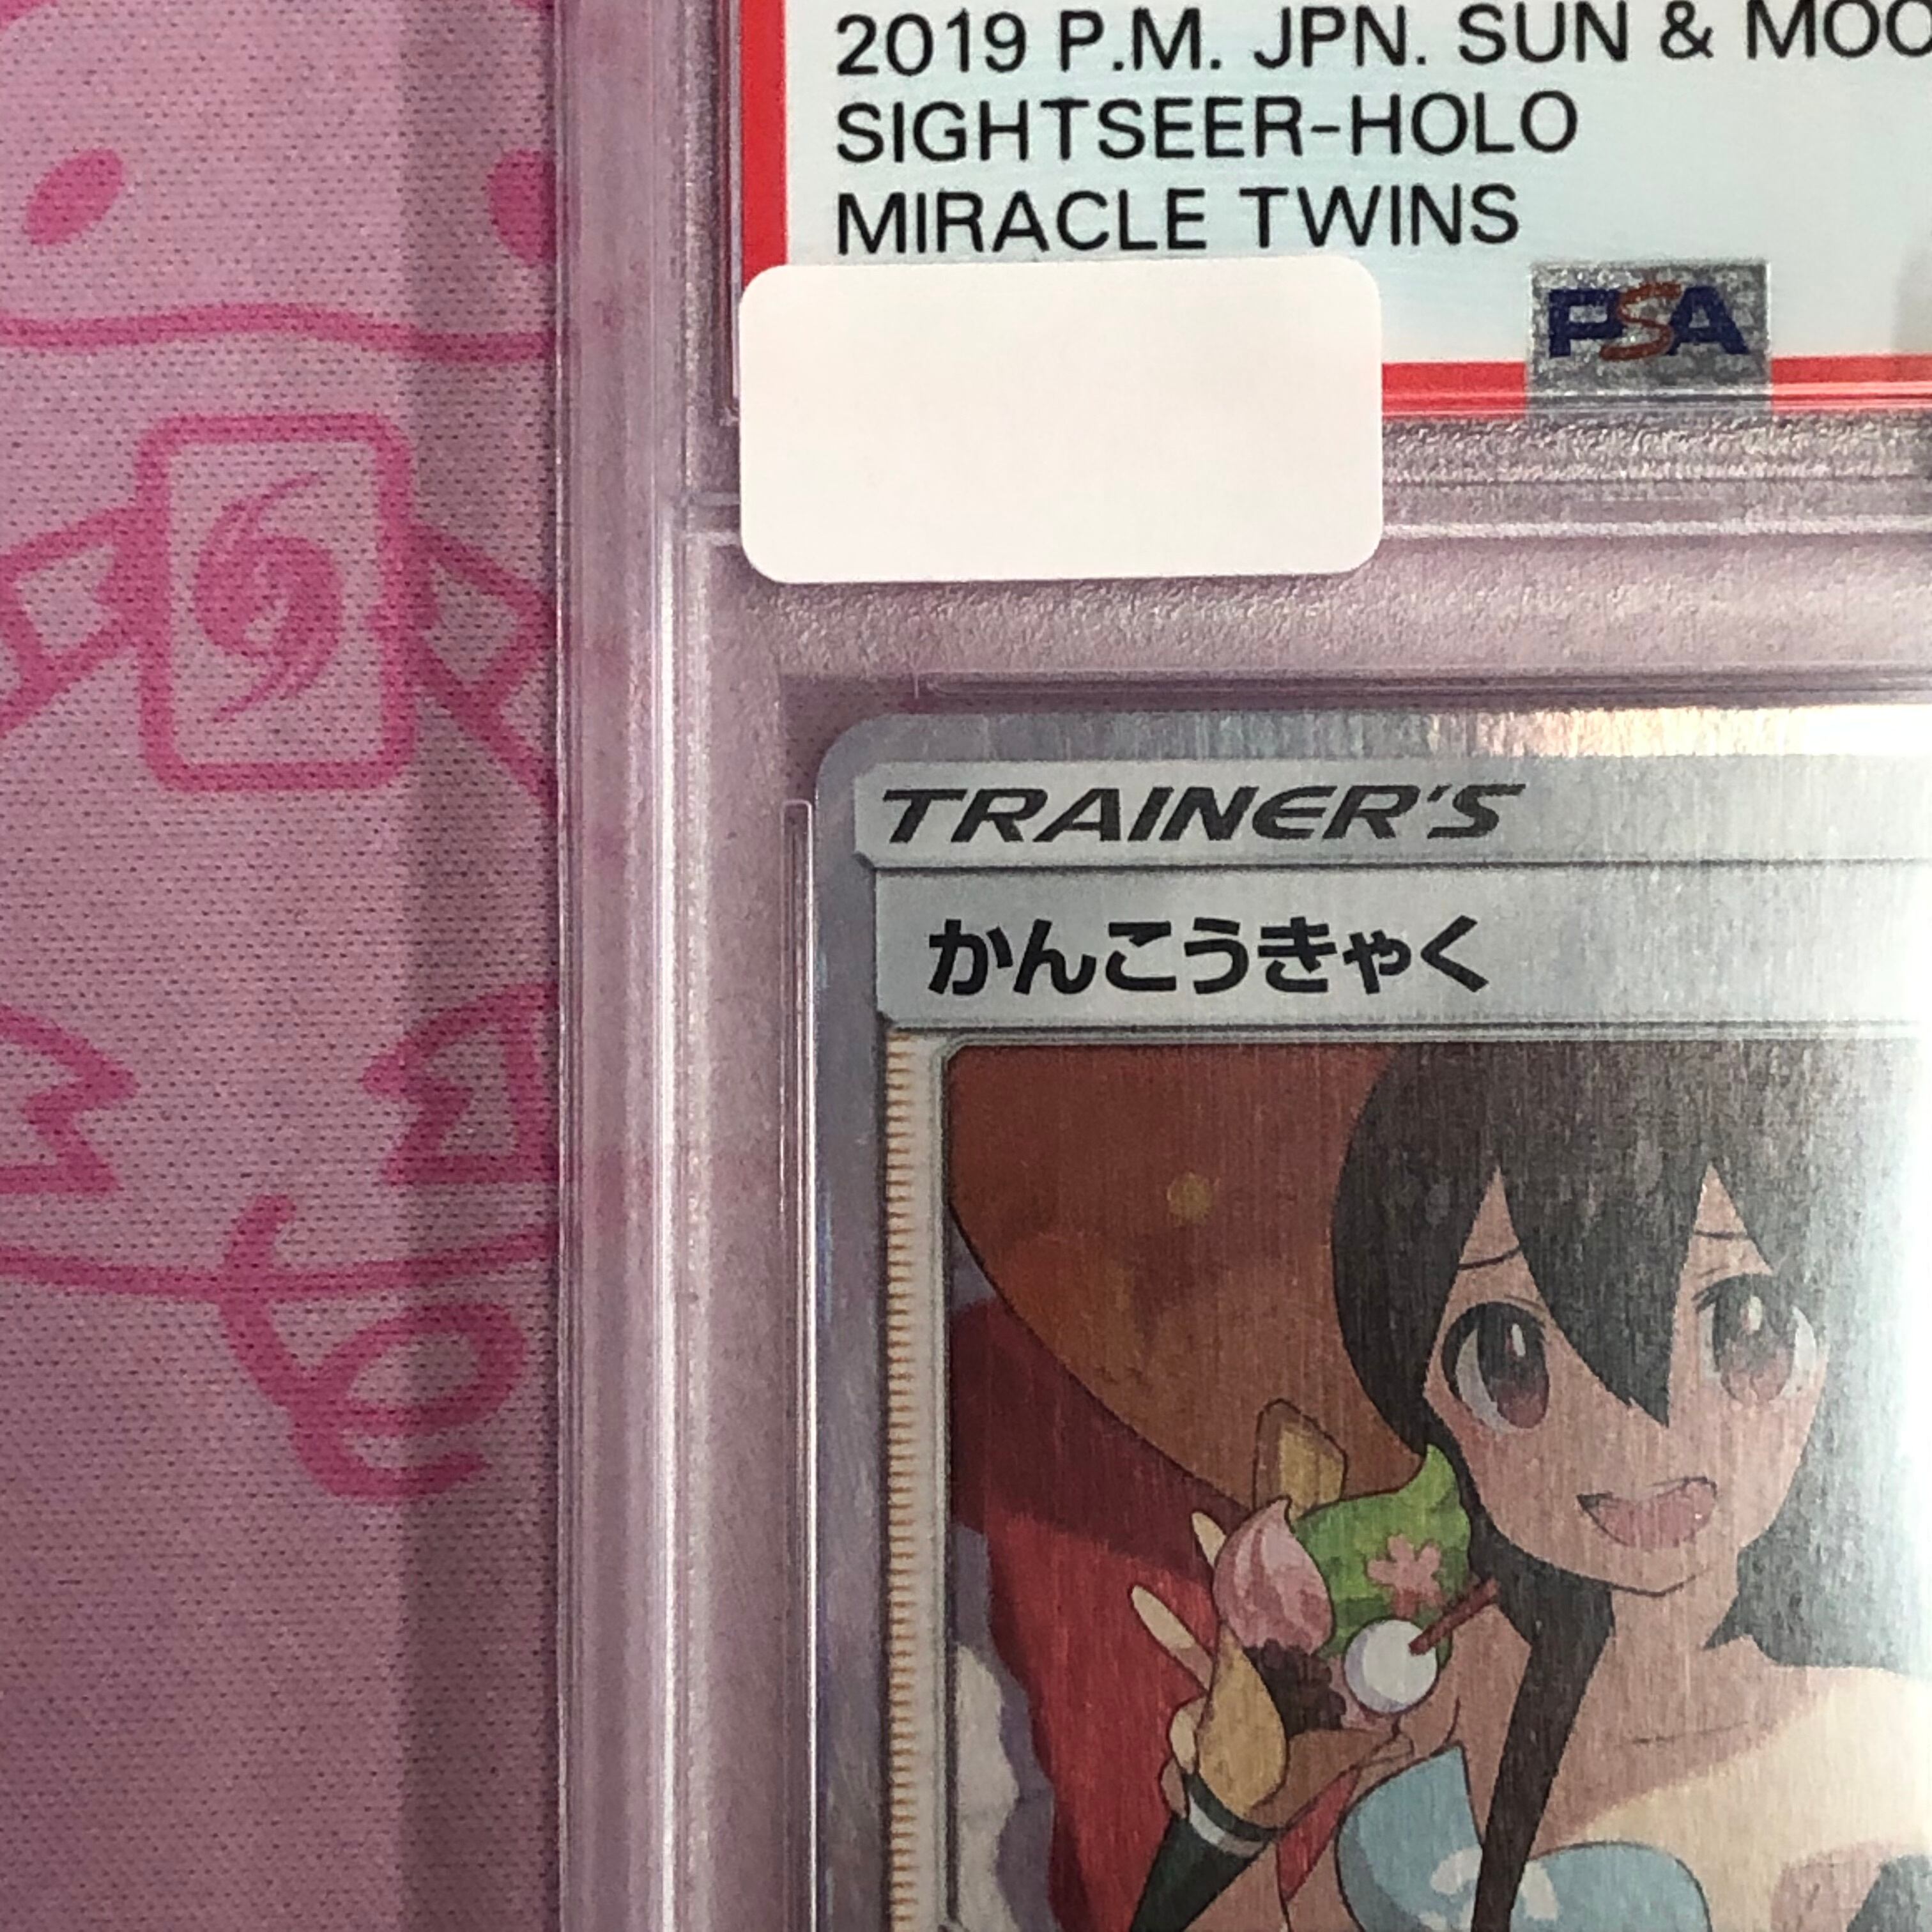 2019 P.M. JPN. SUN & MOO
SIGHTSEER-HOLO
MIRACLE TWINS
PSA
TRAINER'S
かんこうきゃく